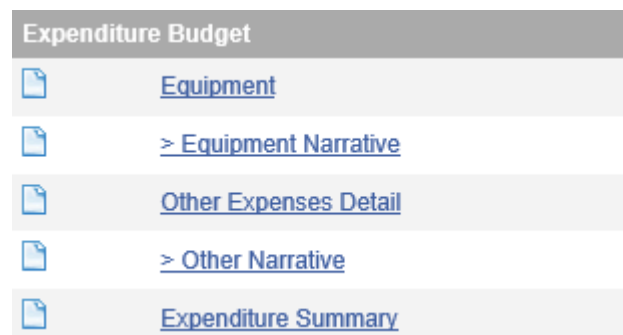 Expenditure Budget
Equipment
> Equipment Narrative
Other Expenses Detail
> Other Narrative
Expenditure Summary